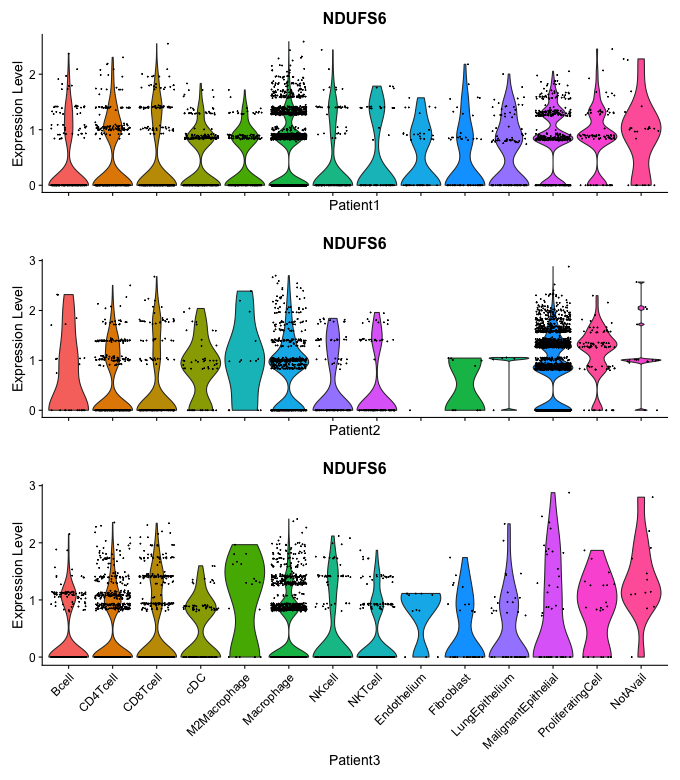 NDUFS6
Expression Level
2
1
0
Patient1
NDUFS6
Expression Level
3
2
1
0
Patient2
NDUFS6
Expression Level
3
2
1
0
Bcell
CD4Tcell
CD8Tcell
cDC
M2Macrophage
Macrophage
NKcell
NKTcell
Endothelium
Fibroblast
LungEpithelium
MalignantEpithelial
ProliferatingCell
NotAvail
Patient3